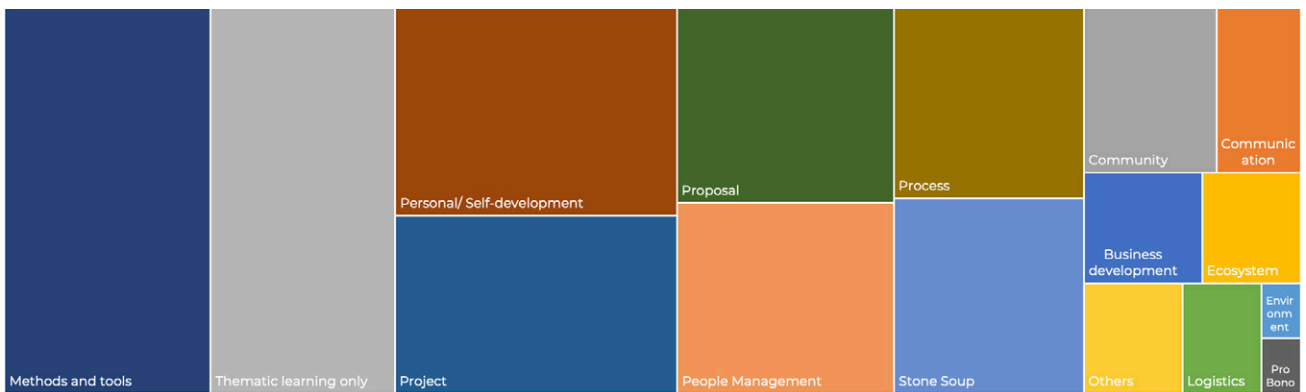 Methods and tools
Thematic learning only
Personal/ Self-development
Project
Proposal
People Management
Process
Stone Soup
Community
Communic
ation
Business
development
Ecosystem
Others
Logistics
Envir
onm
ent
Pro
Bono